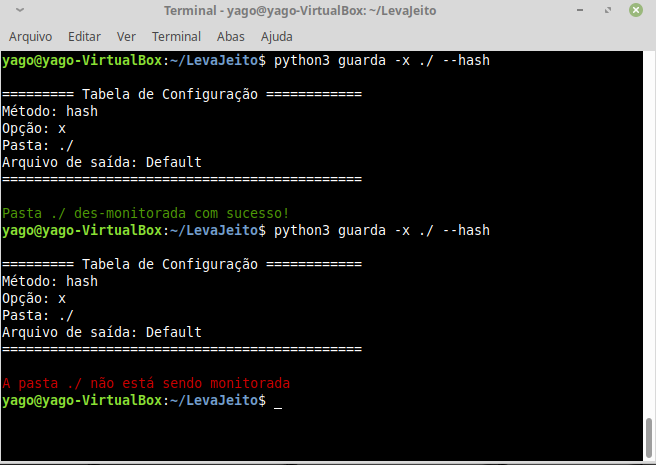 Terminal - yago@yago-VirtualBox: ~/LevaJeito
Arquivo Editar Ver Terminal Abas Ajuda
yago@yago-VirtualBox:~/LevaJeito$ python3 guarda -x ./ --hash
========= Tabela de Configuração ============
Método: hash
Opção: x
Pasta: ./
Arquivo de saída: Default
=============================================
Pasta ./ des-monitorada com sucesso!
yago@yago-VirtualBox:~/LevaJeito$ python3 guarda -x ./ --hash
========= Tabela de Configuração ============
Método: hash
Opção: x
Pasta: ./
Arquivo de saída: Default
=============================================
A pasta ./ não está sendo monitorada
yago@yago-VirtualBox:~/LevaJeito$ _